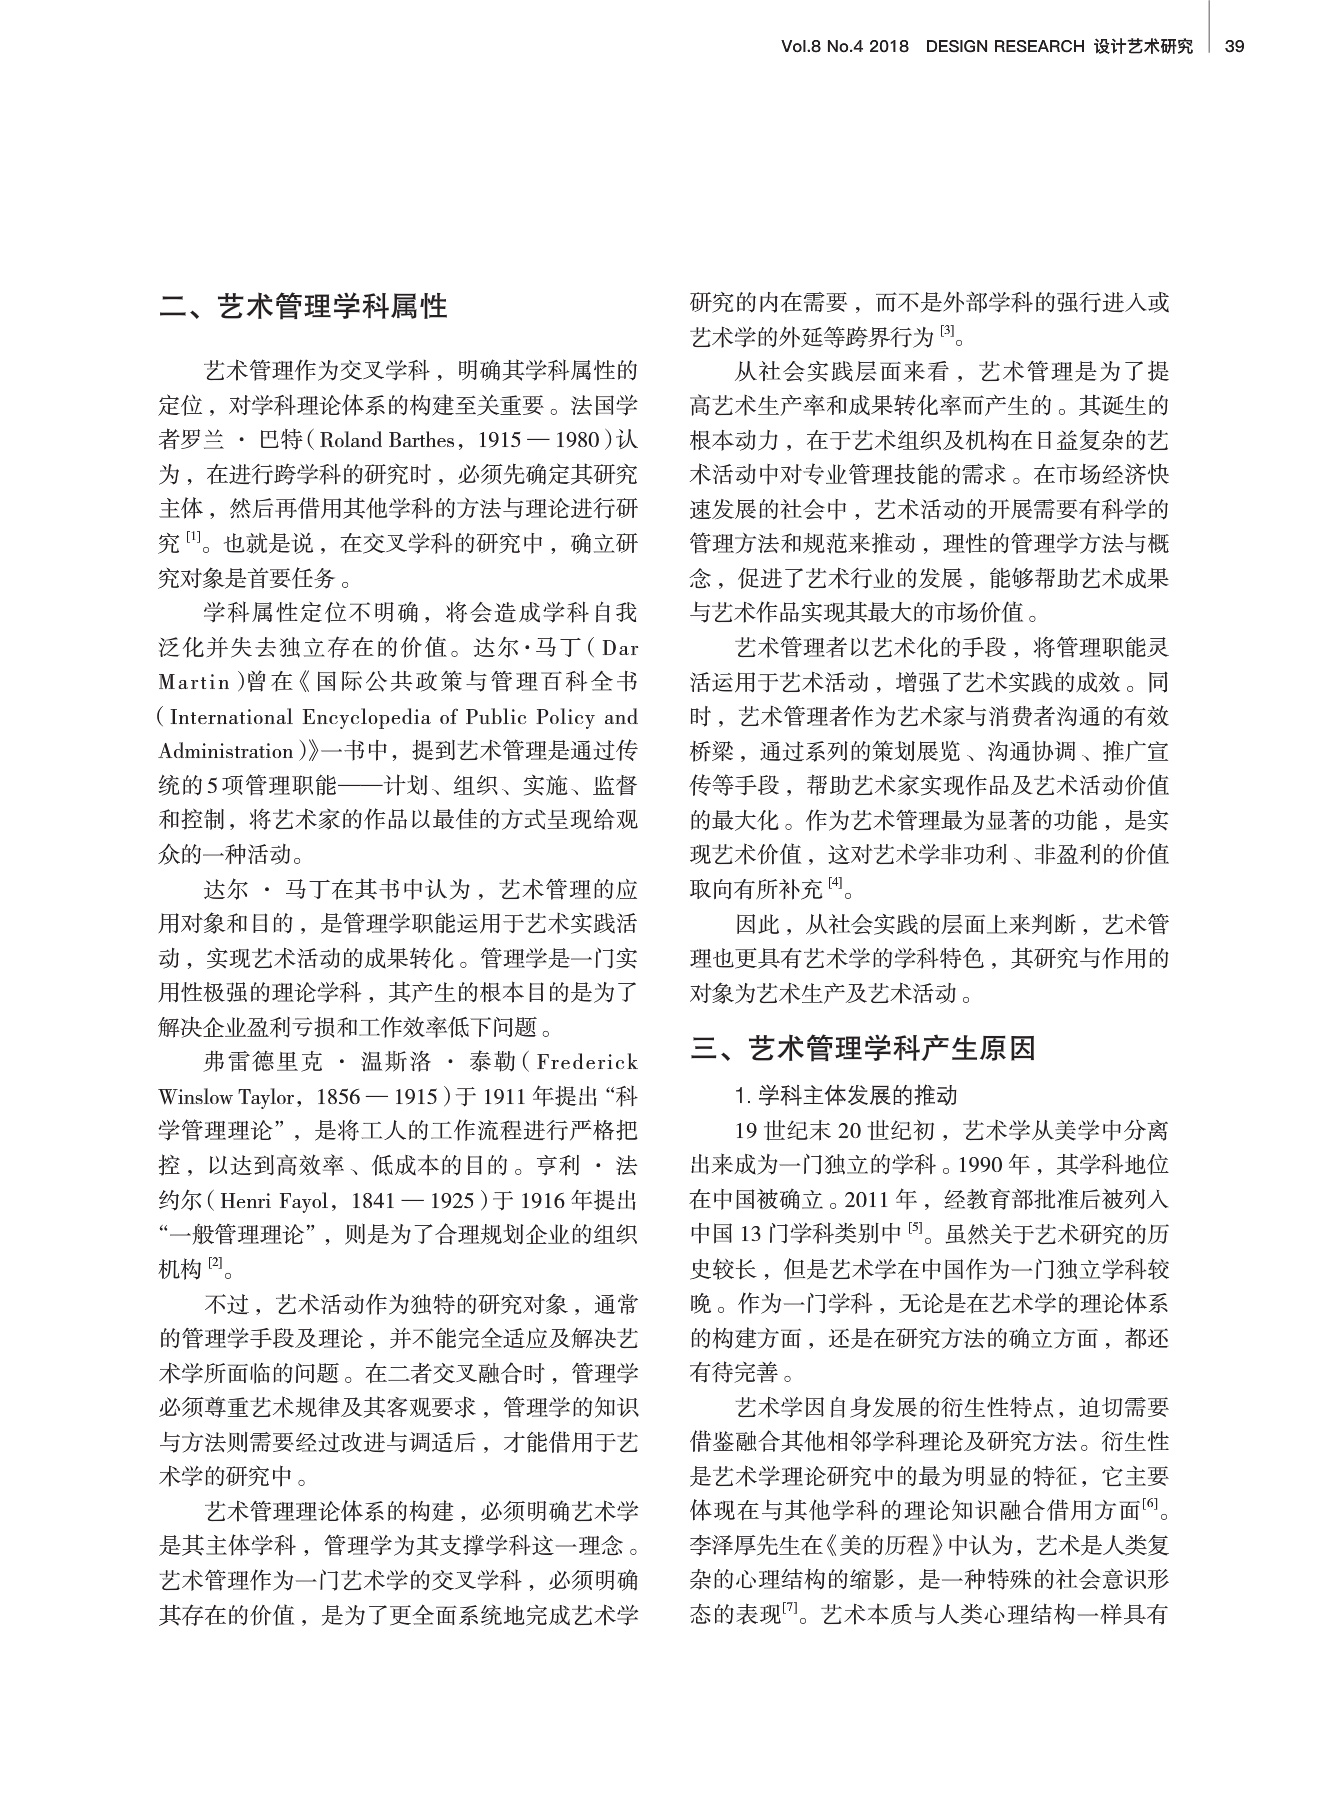 Vol.8 No.4 2018 DESIGN RESEARCH 设计艺术研究 39
二、艺术管理学科属性
艺术管理作为交叉学科，明确其学科属性的
定位，对学科理论体系的构建至关重要。法国学
者罗兰·巴特(Roland Barthes，1915 — 1980)认
为，在进行跨学科的研究时，必须先确定其研究
主体，然后再借用其他学科的方法与理论进行研
究[1]。也就是说，在交叉学科的研究中，确立研
究对象是首要任务。
学科属性定位不明确，将会造成学科自我
泛化并失去独立存在的价值。达尔·马丁(Dar
Martin)曾在《国际公共政策与管理百科全书
(International Encyclopedia of Public Policy and
Administration)》一书中，提到艺术管理是通过传
统的5项管理职能——计划、组织、实施、监督
和控制，将艺术家的作品以最佳的方式呈现给观
众的一种活动。
达尔·马丁在其书中认为，艺术管理的应
用对象和目的，是管理学职能运用于艺术实践活
动，实现艺术活动的成果转化。管理学是一门实
用性极强的理论学科，其产生的根本目的是为了
解决企业盈利亏损和工作效率低下问题。
弗雷德里克·温斯洛·泰勒(Frederick
Winslow Taylor，1856 — 1915)于 1911 年提出“科
学管理理论”，是将工人的工作流程进行严格把
控，以达到高效率、低成本的目的。亨利·法
约尔(Henri Fayol，1841 — 1925)于 1916 年提出
“一般管理理论”，则是为了合理规划企业的组织
机构[2]。
不过，艺术活动作为独特的研究对象，通常
的管理学手段及理论，并不能完全适应及解决艺
术学所面临的问题。在二者交叉融合时，管理学
必须尊重艺术规律及其客观要求，管理学的知识
与方法则需要经过改进与调适后，才能借用于艺
术学的研究中。
艺术管理理论体系的构建，必须明确艺术学
是其主体学科，管理学为其支撑学科这一理念。
艺术管理作为一门艺术学的交叉学科，必须明确
其存在的价值，是为了更全面系统地完成艺术学
研究的内在需要，而不是外部学科的强行进入或
艺术学的外延等跨界行为[3]。
从社会实践层面来看，艺术管理是为了提
高艺术生产率和成果转化率而产生的。其诞生的
根本动力，在于艺术组织及机构在日益复杂的艺
术活动中对专业管理技能的需求。在市场经济快
速发展的社会中，艺术活动的开展需要有科学的
管理方法和规范来推动，理性的管理学方法与概
念，促进了艺术行业的发展，能够帮助艺术成果
与艺术作品实现其最大的市场价值。
艺术管理者以艺术化的手段，将管理职能灵
活运用于艺术活动，增强了艺术实践的成效。同
时，艺术管理者作为艺术家与消费者沟通的有效
桥梁，通过系列的策划展览、沟通协调、推广宣
传等手段，帮助艺术家实现作品及艺术活动价值
的最大化。作为艺术管理最为显著的功能，是实
现艺术价值，这对艺术学非功利、非盈利的价值
取向有所补充[4]。
因此，从社会实践的层面上来判断，艺术管
理也更具有艺术学的学科特色，其研究与作用的
对象为艺术生产及艺术活动。
三、艺术管理学科产生原因
1. 学科主体发展的推动
19 世纪末 20 世纪初，艺术学从美学中分离
出来成为一门独立的学科。1990 年，其学科地位
在中国被确立。2011 年，经教育部批准后被列入
中国 13 门学科类别中[5]。虽然关于艺术研究的历
史较长，但是艺术学在中国作为一门独立学科较
晚。作为一门学科，无论是在艺术学的理论体系
的构建方面，还是在研究方法的确立方面，都还
有待完善。
艺术学因自身发展的衍生性特点，迫切需要
借鉴融合其他相邻学科理论及研究方法。衍生性
是艺术学理论研究中的最为明显的特征，它主要
体现在与其他学科的理论知识融合借用方面[6]。
李泽厚先生在《美的历程》中认为，艺术是人类复
杂的心理结构的缩影，是一种特殊的社会意识形
态的表现[7]。艺术本质与人类心理结构一样具有